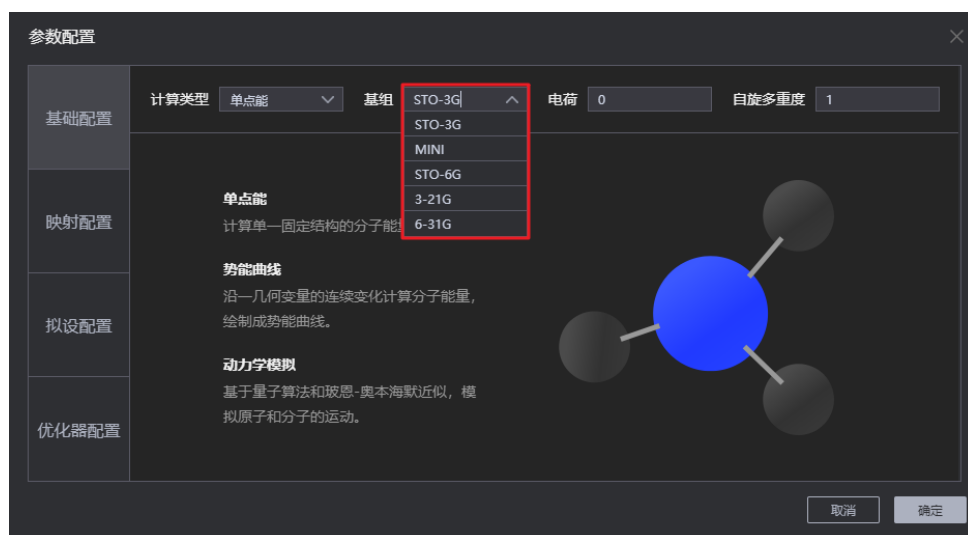 参数配置
基础配置
计算类型 单点能 基组 STO-3G 电荷 0 自旋多重度 1
STO-3G
MINI
STO-6G
3-21G
6-31G
映射配置
单点能
计算单一固定结构的分子能
势能曲线
沿一几何变量的连续变化计算分子能量，
绘制成势能曲线。
拟设配置
动力学模拟
基于量子算法和玻恩-奥本海默近似，模
拟原子和分子的运动。
优化器配置
取消 确定